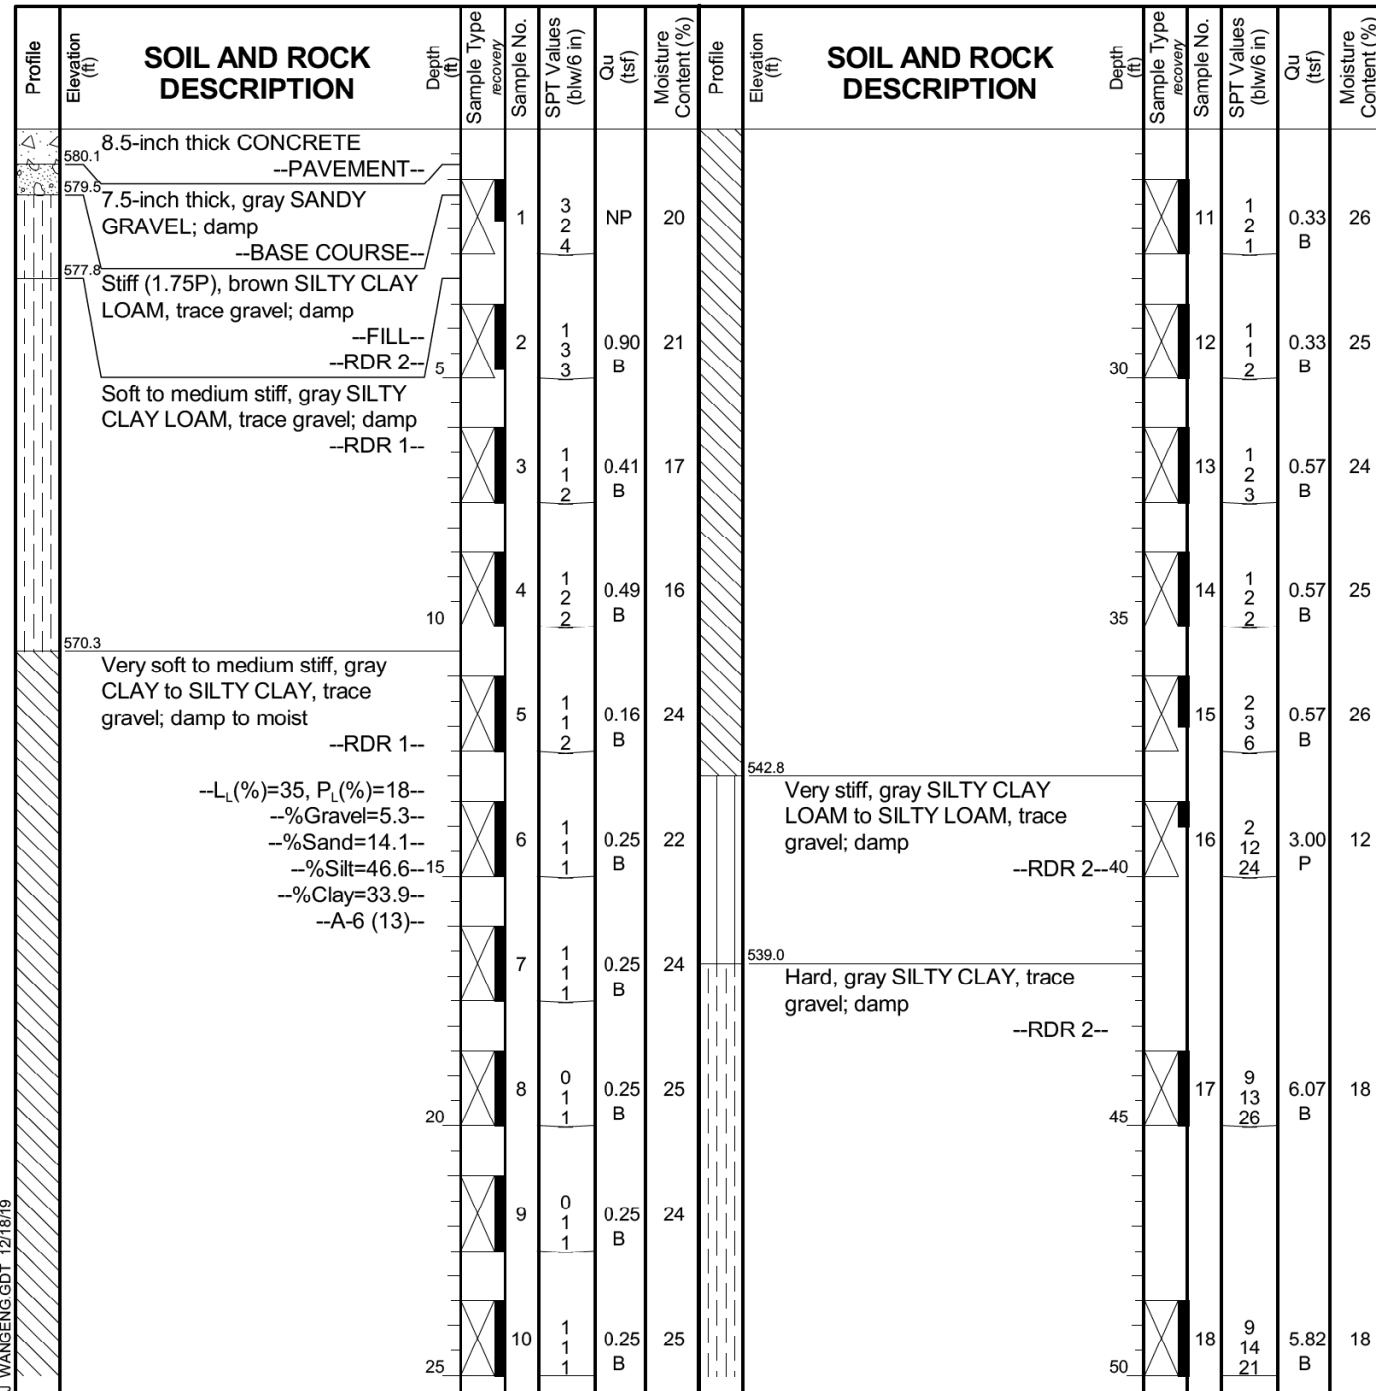 Profile
Elevation
(ft)
SOIL AND ROCK
DESCRIPTION
Depth
(ft)
Sample Type
recovery
Sample No.
SPT Values
(blw/6 in)
Qu
(tsf)
Moisture
Content (%)
8.5-inch thick CONCRETE
580.1
--PAVEMENT--
579.5
7.5-inch thick, gray SANDY
GRAVEL; damp
--BASE COURSE--
1
3
2
4
NP
20
577.8
Stiff (1.75P), brown SILTY CLAY
LOAM, trace gravel; damp
--FILL--
--RDR 2--
5
2
1
3
3
0.90
B
21
Soft to medium stiff, gray SILTY
CLAY LOAM, trace gravel; damp
--RDR 1--
3
1
1
2
0.41
B
17
4
1
2
2
0.49
B
16
10
570.3
Very soft to medium stiff, gray
CLAY to SILTY CLAY, trace
gravel; damp to moist
--RDR 1--
5
1
1
2
0.16
B
24
--LL(%)=35, PL(%)=18--
--%Gravel=5.3--
--%Sand=14.1--
--%Silt=46.6--
15
--%Clay=33.9--
--A-6 (13)--
6
1
1
1
0.25
B
22
7
1
1
1
0.25
B
24
8
0
1
1
0.25
B
25
20
9
0
1
1
0.25
B
24
10
1
1
1
0.25
B
25
25
Profile
Elevation
(ft)
SOIL AND ROCK
DESCRIPTION
Depth
(ft)
Sample Type
recovery
Sample No.
SPT Values
(blw/6 in)
Qu
(tsf)
Moisture
Content (%)
11
1
2
1
0.33
B
26
12
1
1
2
0.33
B
25
30
13
1
2
3
0.57
B
24
14
1
2
2
0.57
B
25
35
15
2
3
6
0.57
B
26
542.8
Very stiff, gray SILTY CLAY
LOAM to SILTY LOAM, trace
gravel; damp
--RDR 2--
40
16
2
12
24
3.00
P
12
539.0
Hard, gray SILTY CLAY, trace
gravel; damp
--RDR 2--
17
9
13
26
6.07
B
18
45
18
9
14
21
5.82
B
18
50
WANGENG.GDT 12/18/19